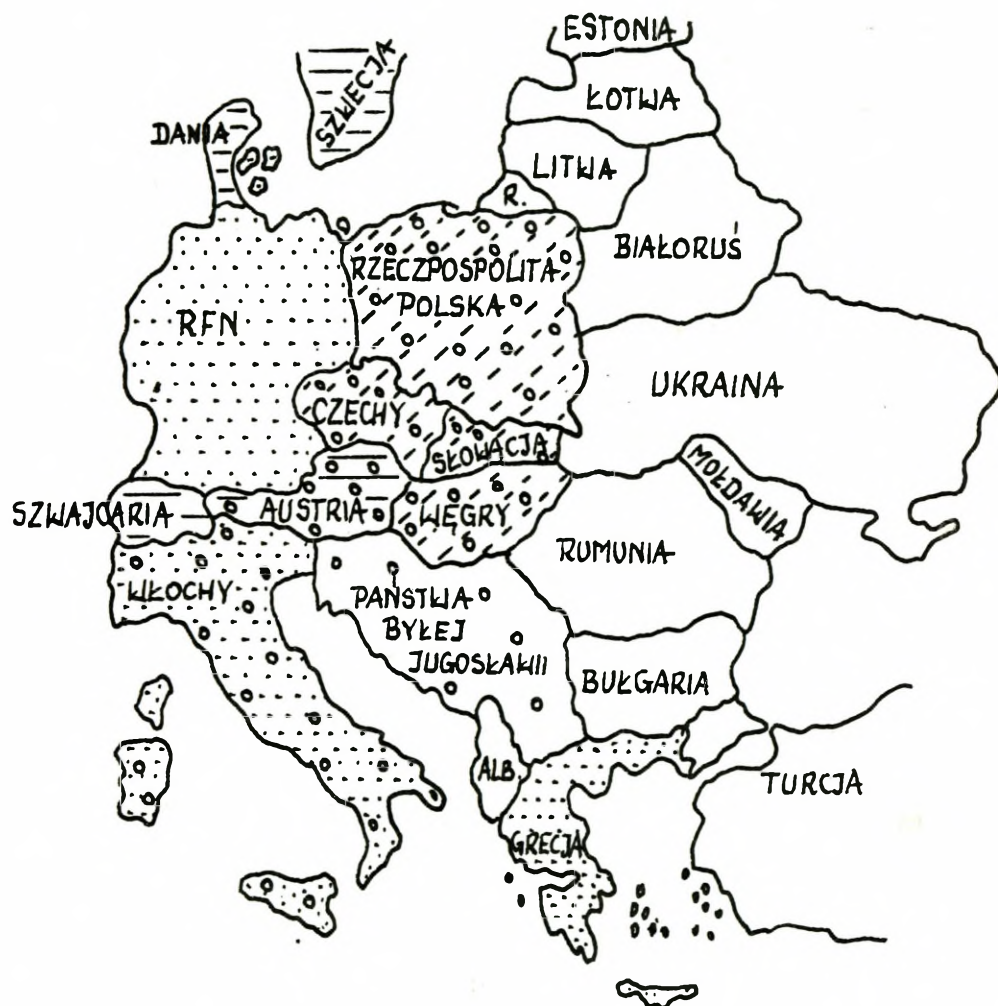 ESTONIA
ŁOTWA
SZWECJA
DANIA
LITWA
R.
BIAŁORUŚ
RZECZPOSPOLITA
POLSKA
RFN
UKRAINA
CZECHY
SŁOWACJA
MOŁDAWIA
SZWAJCARIA
AUSTRIA
WĘGRY
RUMUNIA
WŁOCHY
PAŃSTWA
BYŁEJ
JUGOSŁAWII
BUŁGARIA
ALB.
TURCJA
GRECJA